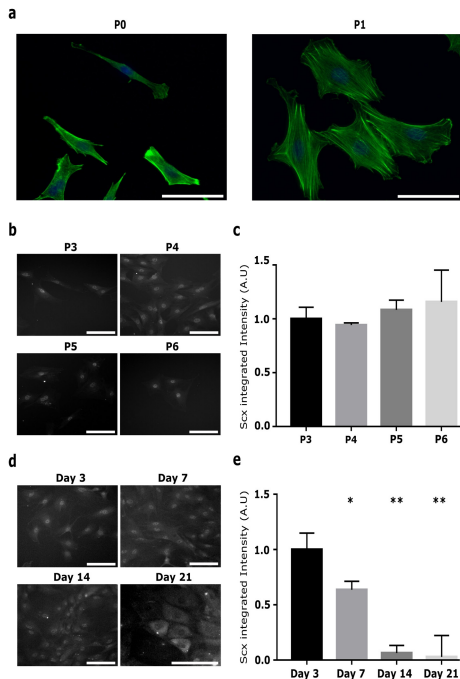 a
P0 P1
b
P3 P4
P5 P6
c
Scx integrated Intensity (A.U)
1.5
1.0
0.5
0.0
P3 P4 P5 P6
d
Day 3 Day 7
Day 14 Day 21
e
Scx integrated Intensity (A.U)
1.5
1.0
0.5
0.0
* ** **
Day 3 Day 7 Day 14 Day 21